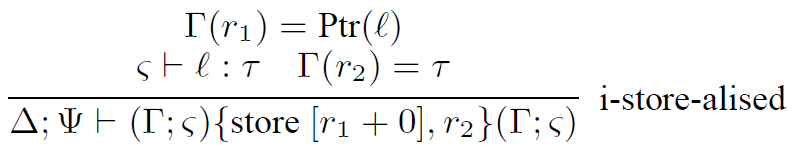 Γ(r₁) = Ptr(ℓ)
ς ⊢ ℓ : τ Γ(r₂) = τ
i-store-alised
Δ; Ψ ⊢ (Γ; ς){store [r₁ + 0], r₂}(Γ; ς)